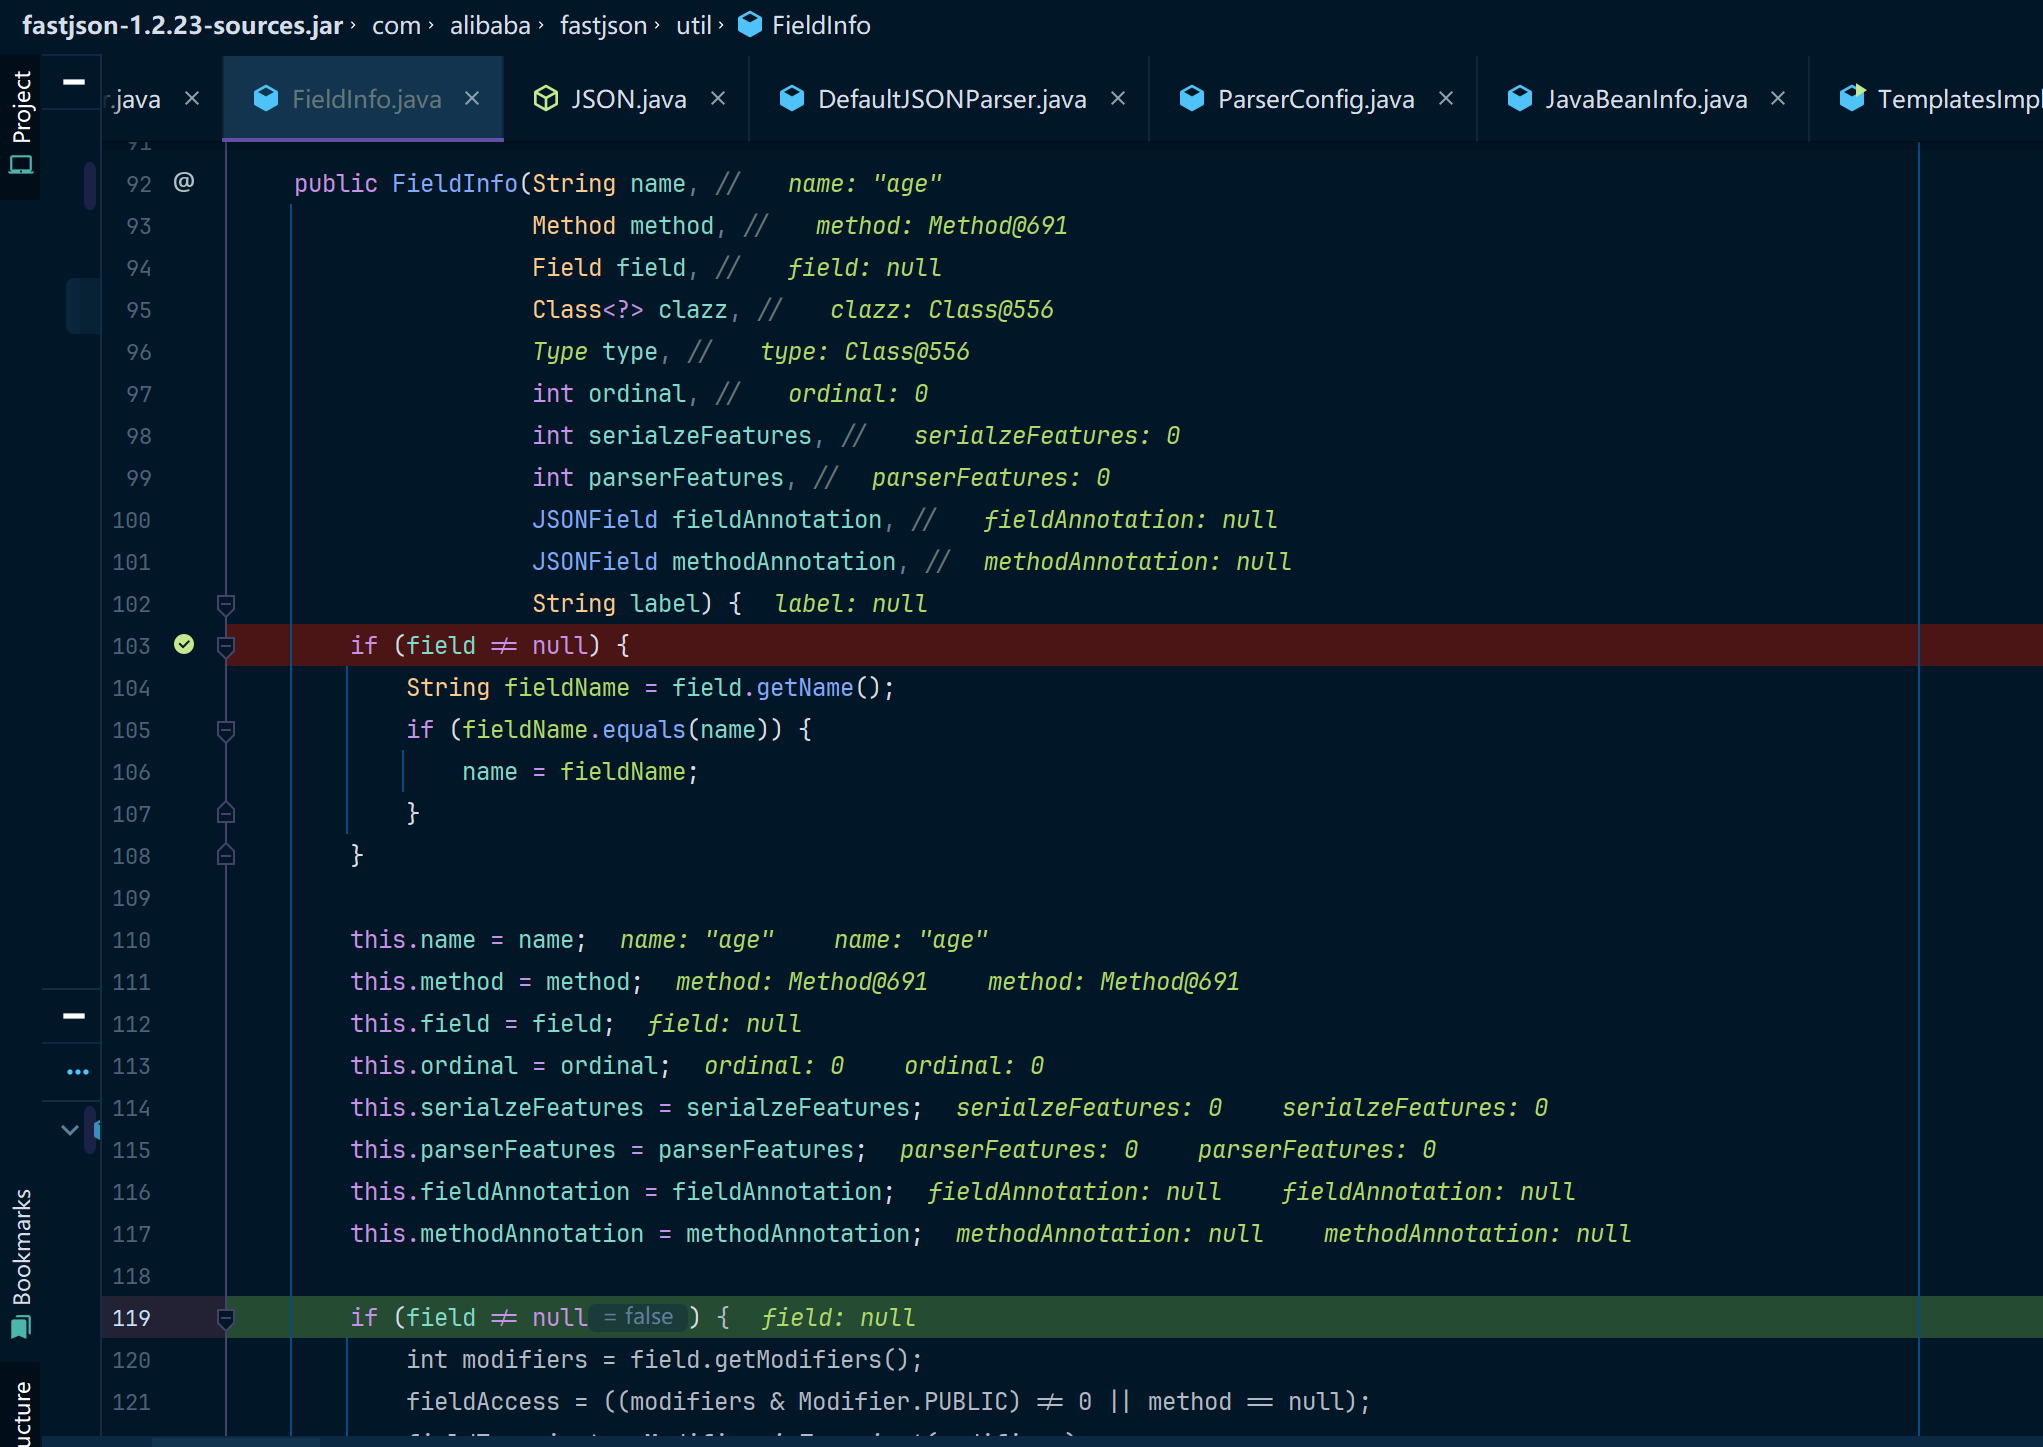 fastjson-1.2.23-sources.jar › com › alibaba › fastjson › util › FieldInfo
Project
r.java × FieldInfo.java × JSON.java × DefaultJSONParser.java × ParserConfig.java × JavaBeanInfo.java × TemplatesImpl
91
92 @ public FieldInfo(String name, // name: "age"
93 Method method, // method: Method@691
94 Field field, // field: null
95 Class<?> clazz, // clazz: Class@556
96 Type type, // type: Class@556
97 int ordinal, // ordinal: 0
98 int serialzeFeatures, // serialzeFeatures: 0
99 int parserFeatures, // parserFeatures: 0
100 JSONField fieldAnnotation, // fieldAnnotation: null
101 JSONField methodAnnotation, // methodAnnotation: null
102 String label) { label: null
103 if (field != null) {
104 String fieldName = field.getName();
105 if (fieldName.equals(name)) {
106 name = fieldName;
107 }
108 }
109
110 this.name = name; name: "age" name: "age"
111 this.method = method; method: Method@691 method: Method@691
112 this.field = field; field: null
113 this.ordinal = ordinal; ordinal: 0 ordinal: 0
114 this.serialzeFeatures = serialzeFeatures; serialzeFeatures: 0 serialzeFeatures: 0
115 this.parserFeatures = parserFeatures; parserFeatures: 0 parserFeatures: 0
116 this.fieldAnnotation = fieldAnnotation; fieldAnnotation: null fieldAnnotation: null
117 this.methodAnnotation = methodAnnotation; methodAnnotation: null methodAnnotation: null
118
119 if (field != null = false ) { field: null
120 int modifiers = field.getModifiers();
121 fieldAccess = ((modifiers & Modifier.PUBLIC) != 0 || method == null);
Bookmarks
ucture